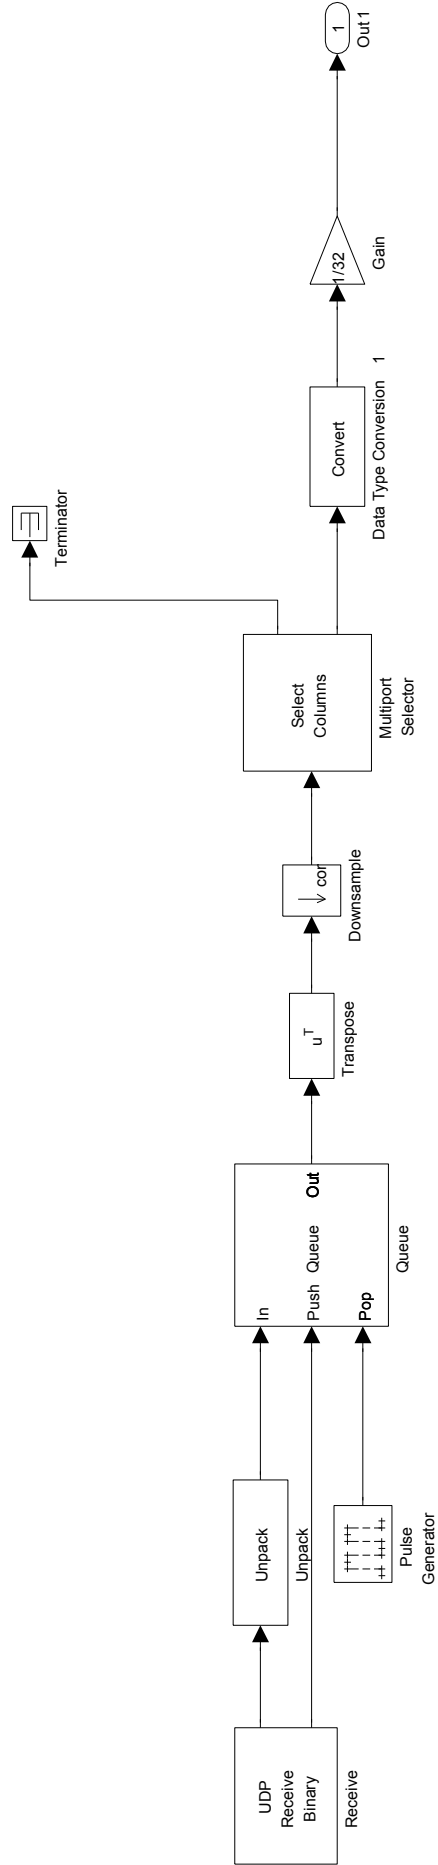 UDP
Receive
Binary
Receive
Unpack
Unpack
Pulse
Generator
In
Push Queue
Pop
Out
Queue
u^T
Transpose
↓ cor
Downsample
Select
Columns
Multiport
Selector
Terminator
Convert
Data Type Conversion 1
1/32
Gain
1
Out 1